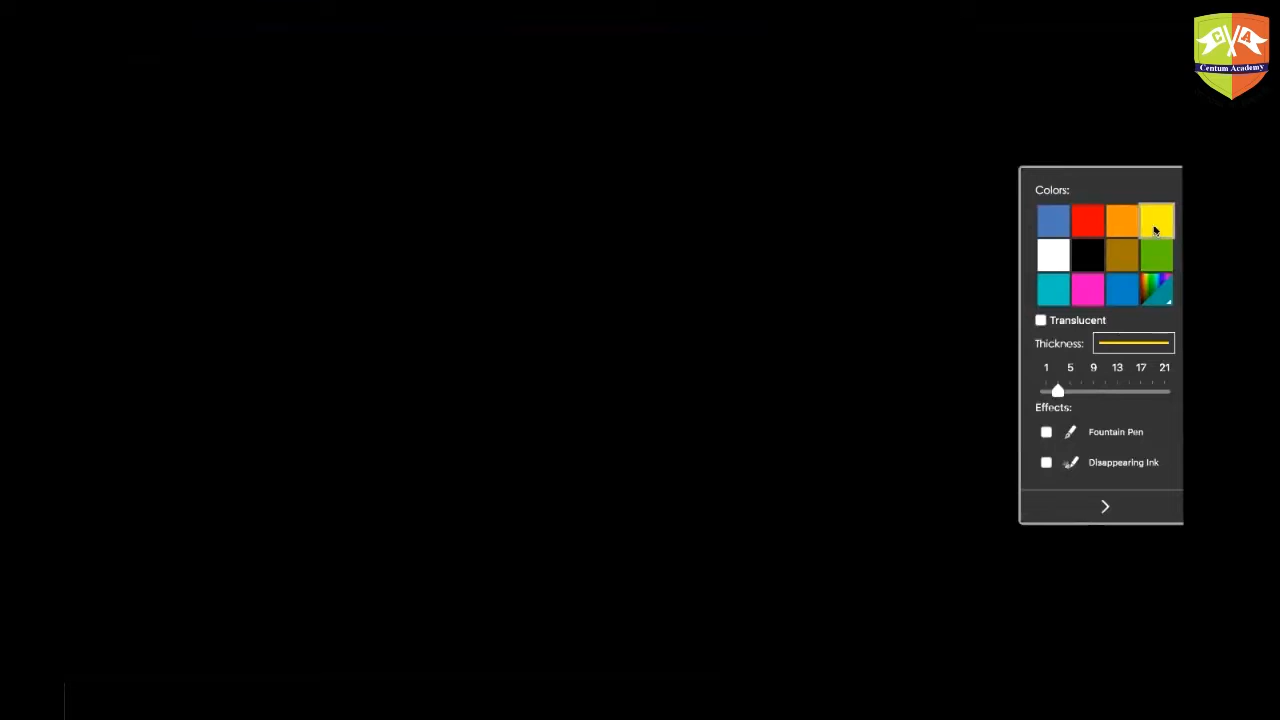 C A
Centum Academy
Colors:
Translucent
Thickness:
1 5 9 13 17 21
Effects:
Fountain Pen
Disappearing Ink